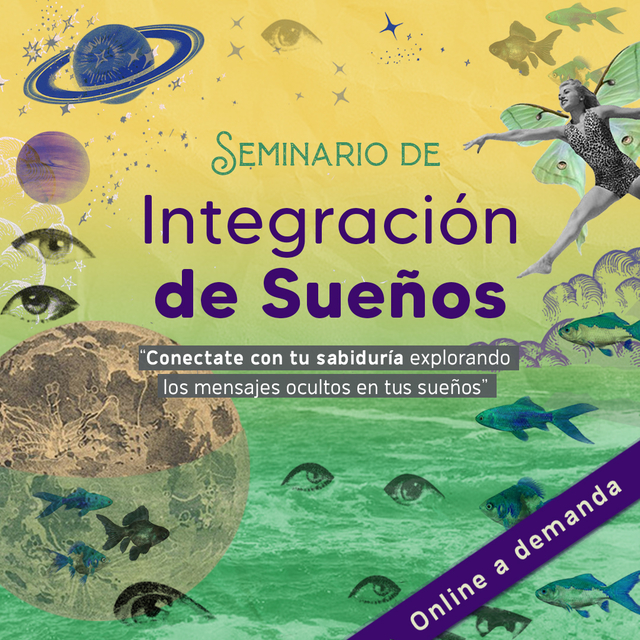 SEMINARIO DE
Integración
de Sueños
“Conectate con tu sabiduría explorando
los mensajes ocultos en tus sueños”
Online a demanda